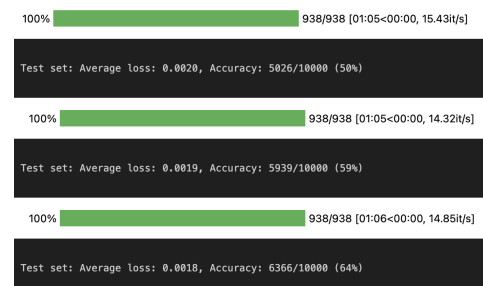 100% 938/938 [01:05<00:00, 15.43it/s]
Test set: Average loss: 0.0020, Accuracy: 5026/10000 (50%)
100% 938/938 [01:05<00:00, 14.32it/s]
Test set: Average loss: 0.0019, Accuracy: 5939/10000 (59%)
100% 938/938 [01:06<00:00, 14.85it/s]
Test set: Average loss: 0.0018, Accuracy: 6366/10000 (64%)